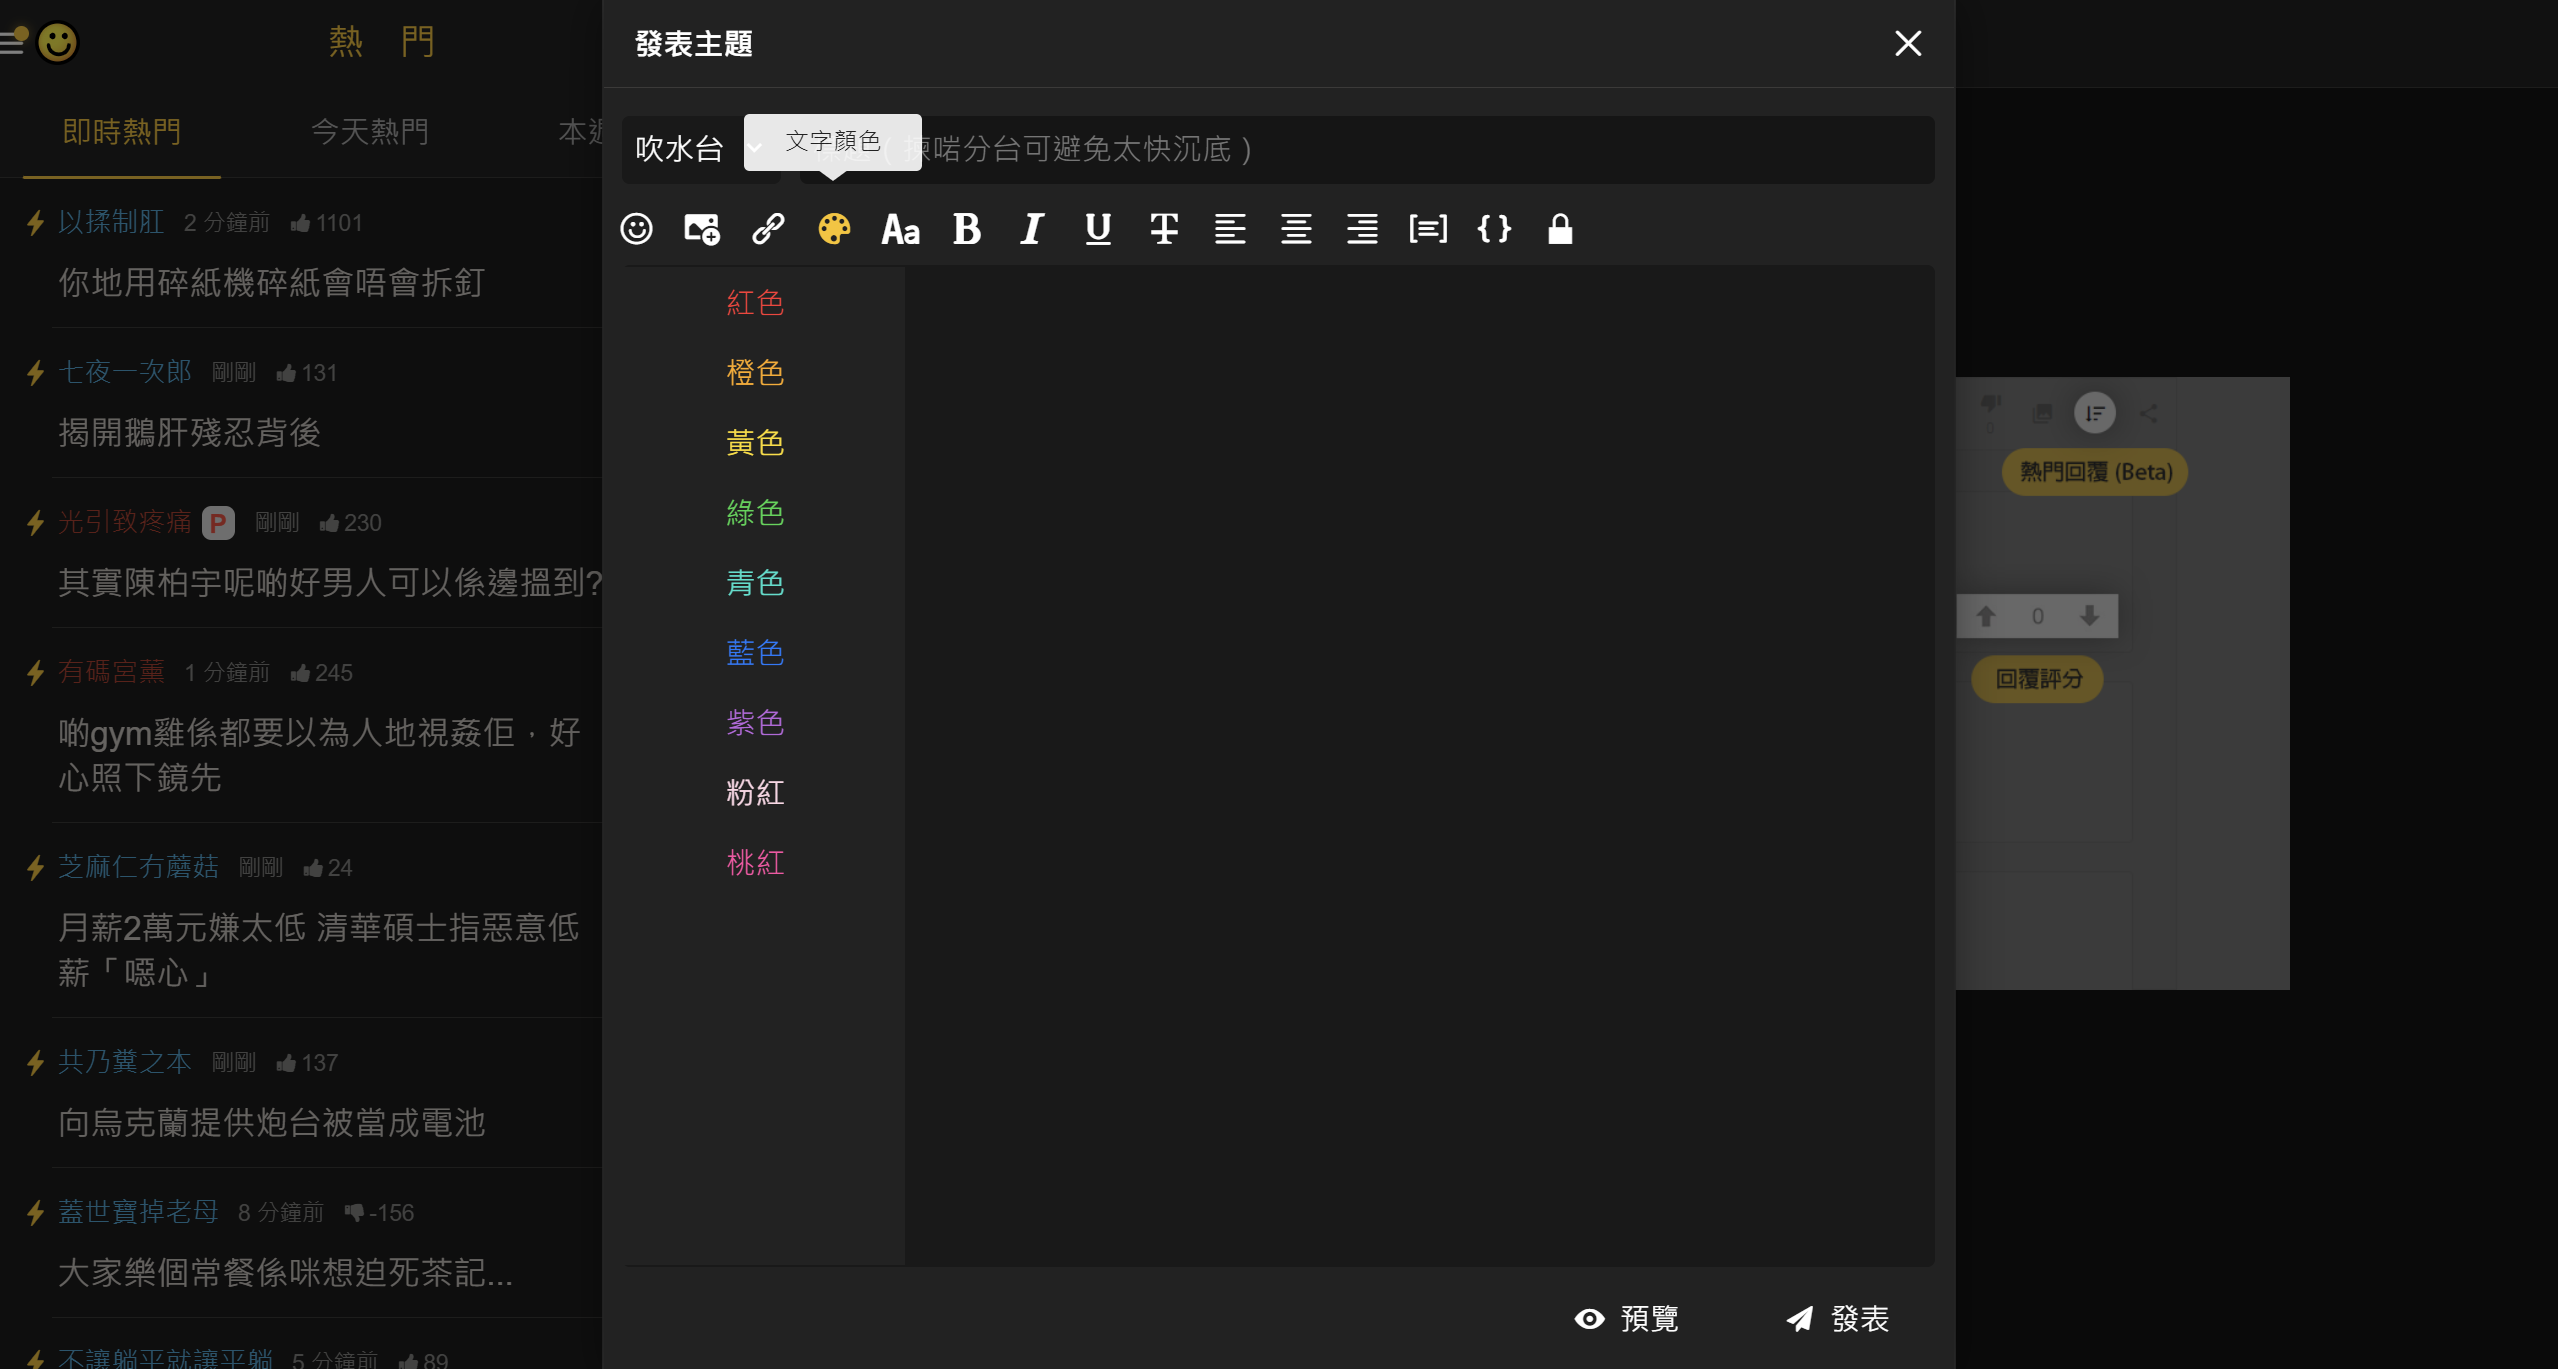 熱 門
即時熱門
今天熱門
本週
以揉制肛 2 分鐘前 1101
你地用碎紙機碎紙會唔會拆釘
七夜一次郎 剛剛 131
揭開鵝肝殘忍背後
光引致疼痛 P 剛剛 230
其實陳柏宇呢啲好男人可以係邊搵到?
有碼宮薰 1 分鐘前 245
啲gym雞係都要以為人地視姦佢，好
心照下鏡先
芝麻仁冇蘑菇 剛剛 24
月薪2萬元嫌太低 清華碩士指惡意低
薪「噁心」
共乃糞之本 剛剛 137
向烏克蘭提供炮台被當成電池
蓋世寶掉老母 8 分鐘前 -156
大家樂個常餐係咪想迫死茶記...
不讓躺平就讓平躺 5 分鐘前 89
發表主題
吹水台
文字顏色
( 揀啱分台可避免太快沉底 )
Aa B I U T
紅色
橙色
黃色
綠色
青色
藍色
紫色
粉紅
桃紅
預覽
發表
0
熱門回覆 (Beta)
0
回覆評分